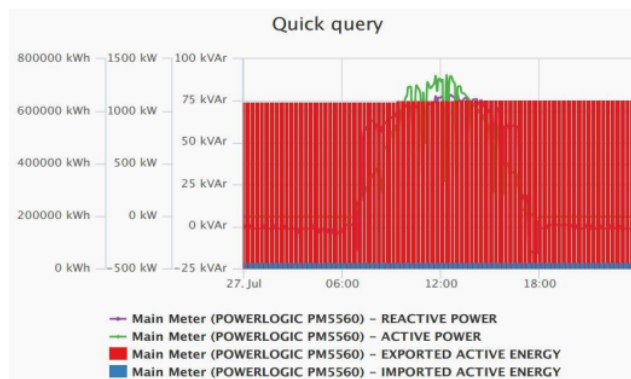 Quick query
800000 kWh 1500 kW 100 kVAr
600000 kWh 1000 kW 75 kVAr
50 kVAr
400000 kWh 500 kW
25 kVAr
200000 kWh 0 kW 0 kVAr
0 kWh -500 kW -25 kVAr
27. Jul 06:00 12:00 18:00
Main Meter (POWERLOGIC PM5560) - REACTIVE POWER
Main Meter (POWERLOGIC PM5560) - ACTIVE POWER
Main Meter (POWERLOGIC PM5560) - EXPORTED ACTIVE ENERGY
Main Meter (POWERLOGIC PM5560) - IMPORTED ACTIVE ENERGY